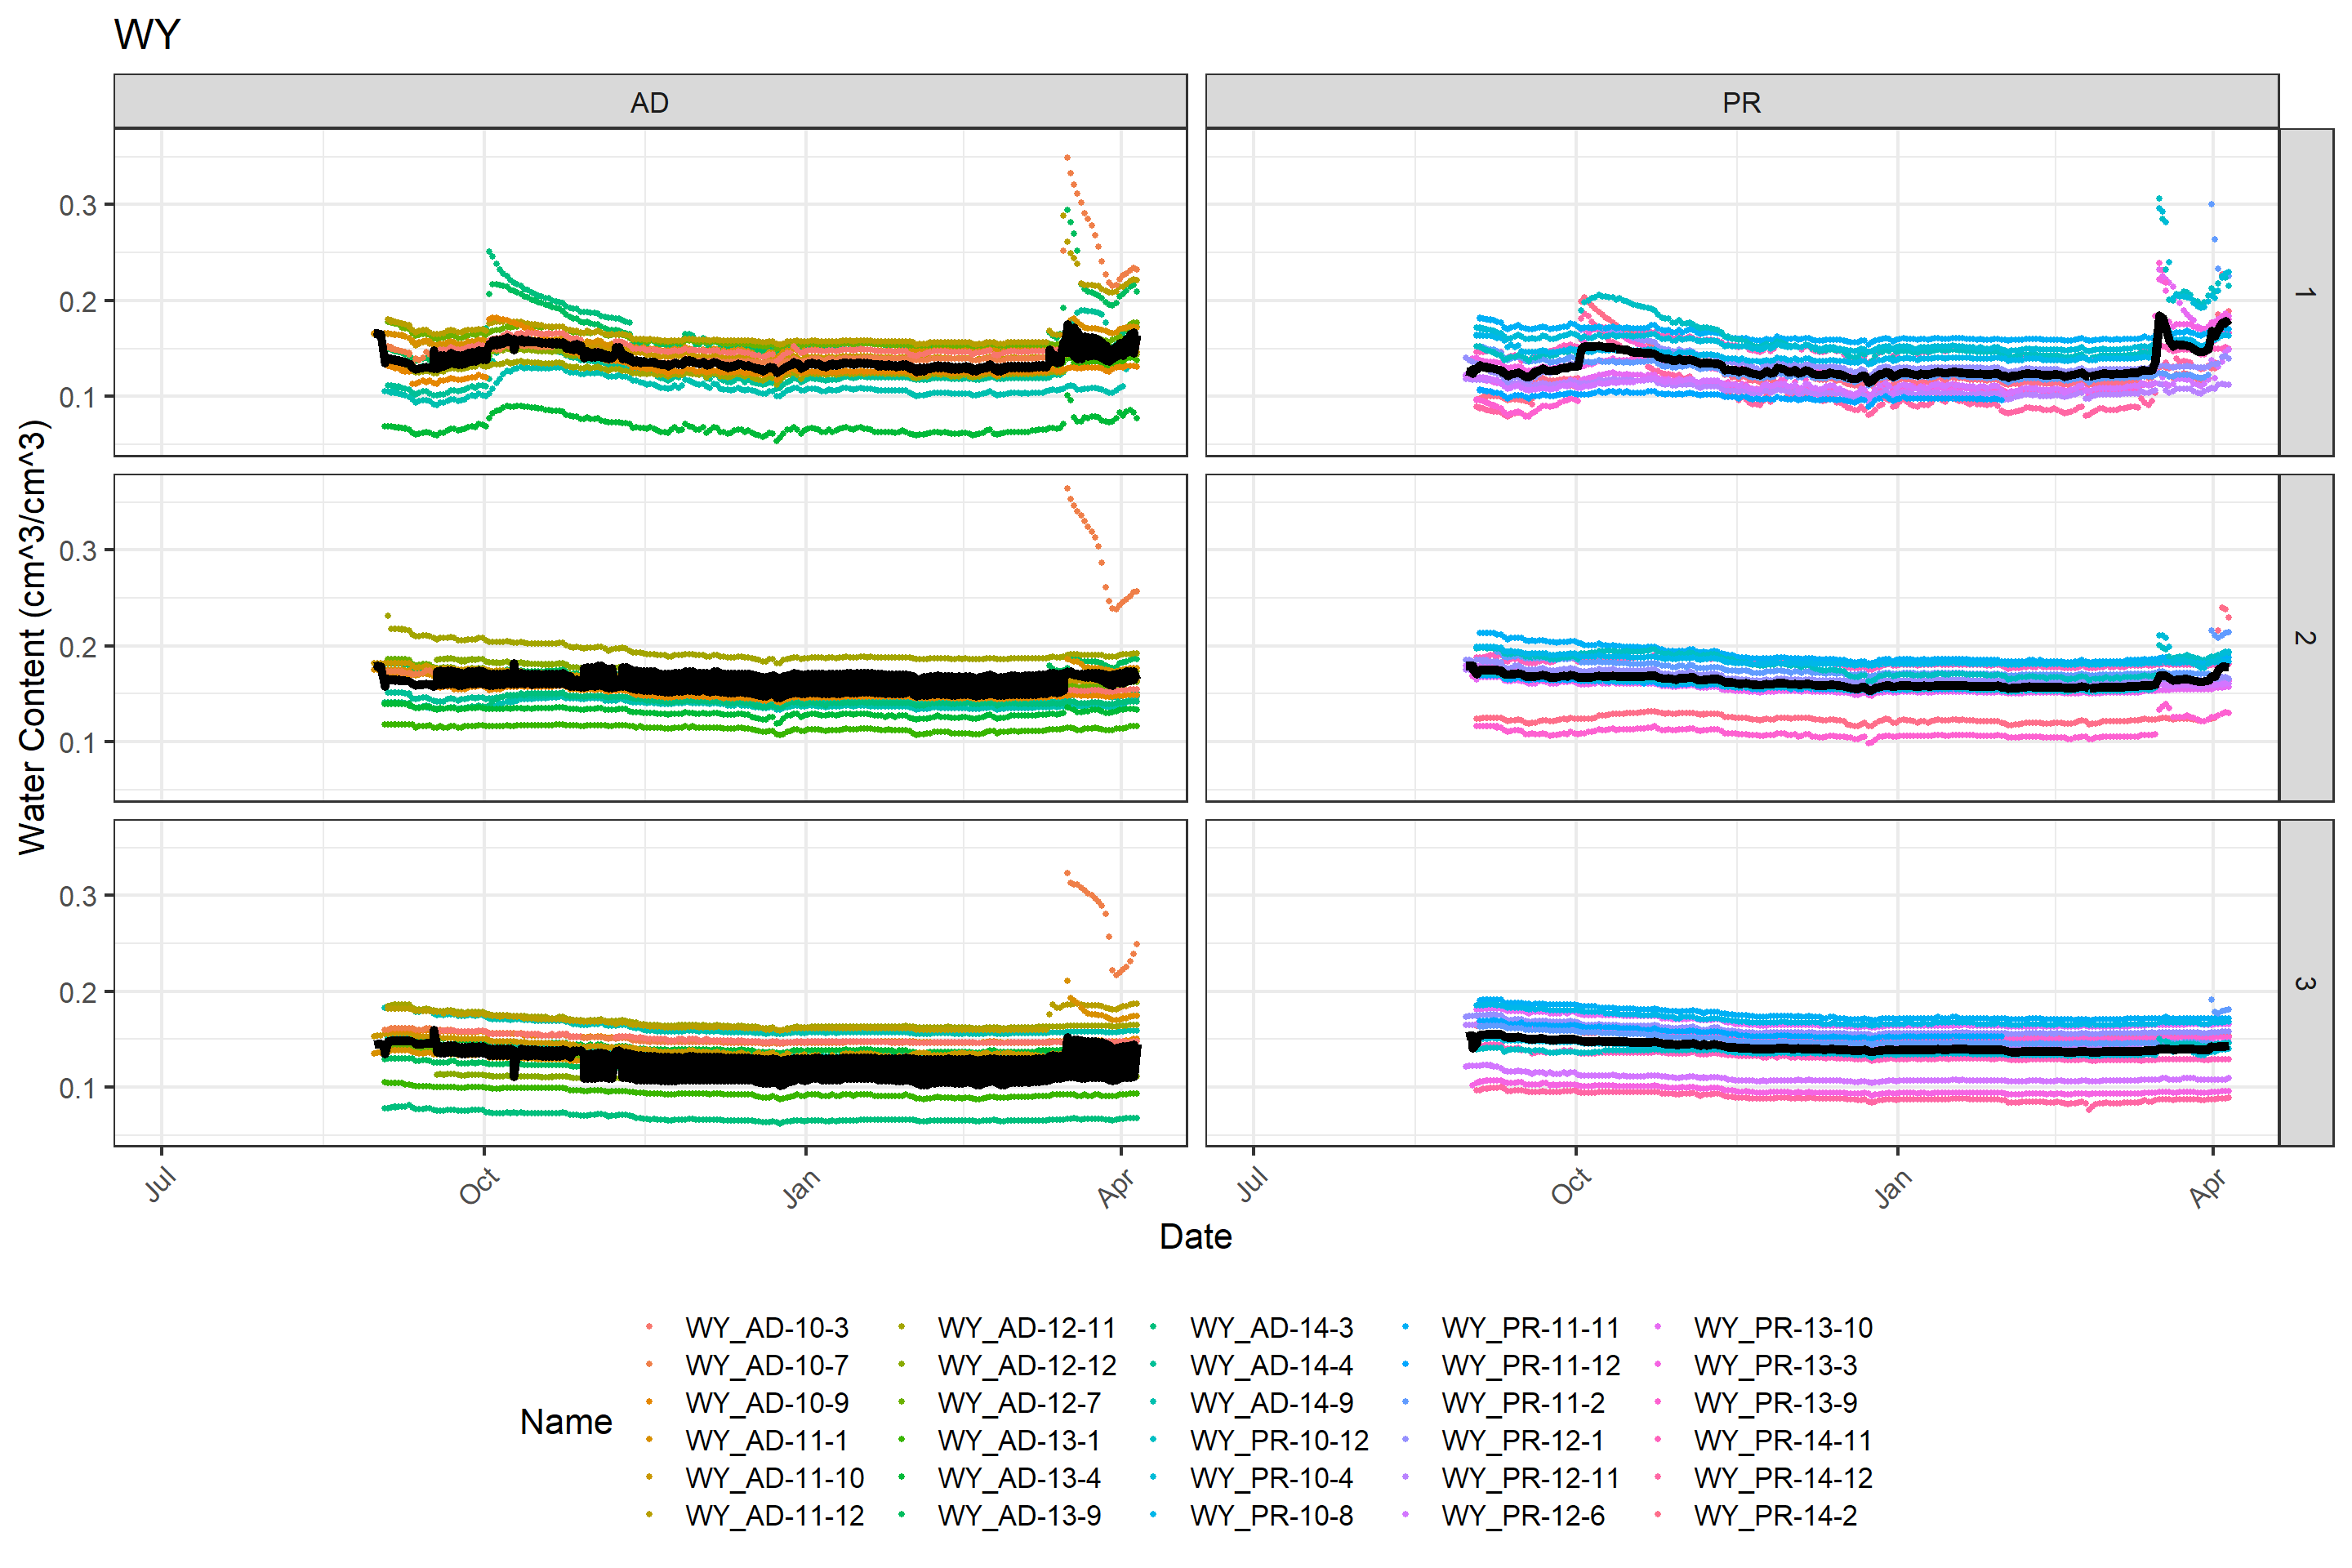 WY
AD
PR
1
2
3
Water Content (cm^3/cm^3)
0.3
0.2
0.1
0.3
0.2
0.1
0.3
0.2
0.1
Jul
Oct
Jan
Apr
Jul
Oct
Jan
Apr
Date
Name
WY_AD-10-3
WY_AD-10-7
WY_AD-10-9
WY_AD-11-1
WY_AD-11-10
WY_AD-11-12
WY_AD-12-11
WY_AD-12-12
WY_AD-12-7
WY_AD-13-1
WY_AD-13-4
WY_AD-13-9
WY_AD-14-3
WY_AD-14-4
WY_AD-14-9
WY_PR-10-12
WY_PR-10-4
WY_PR-10-8
WY_PR-11-11
WY_PR-11-12
WY_PR-11-2
WY_PR-12-1
WY_PR-12-11
WY_PR-12-6
WY_PR-13-10
WY_PR-13-3
WY_PR-13-9
WY_PR-14-11
WY_PR-14-12
WY_PR-14-2